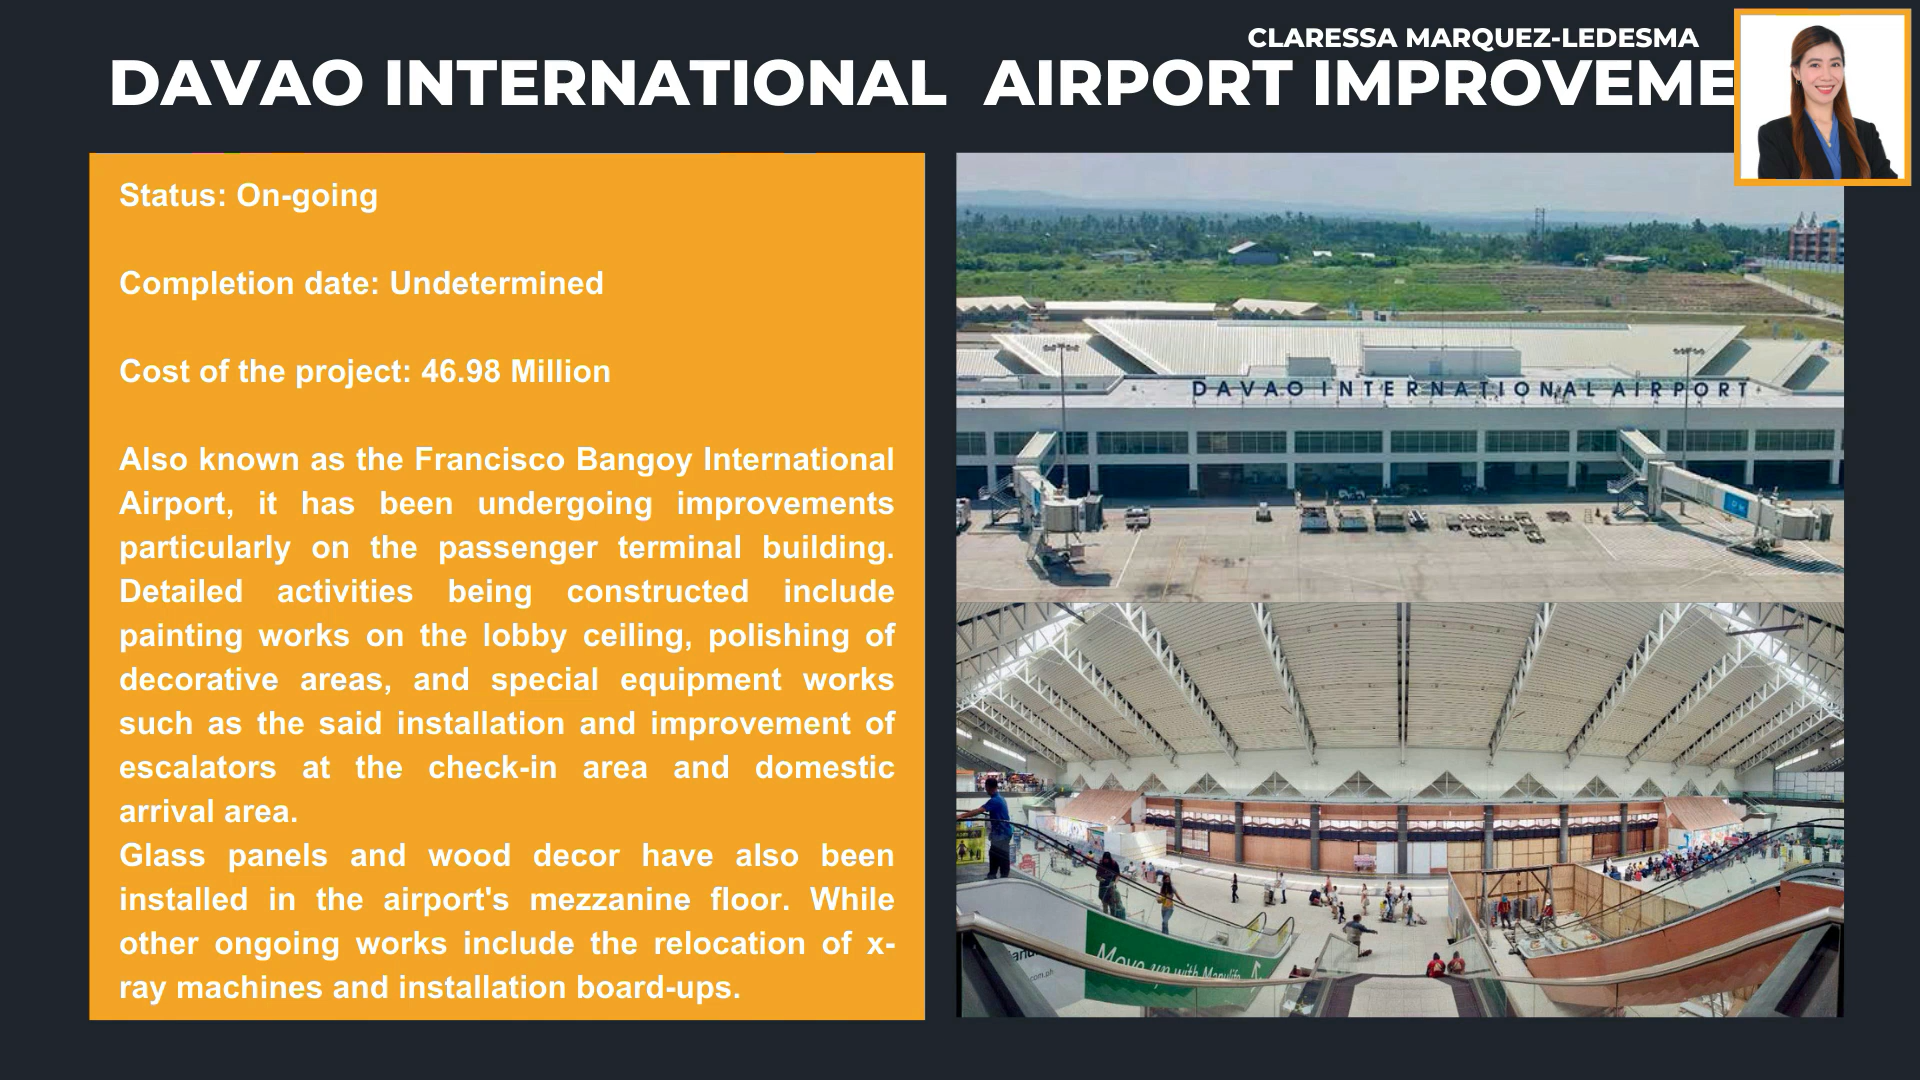 CLARESSA MARQUEZ-LEDESMA
DAVAO INTERNATIONAL AIRPORT IMPROVEME
Status: On-going
Completion date: Undetermined
Cost of the project: 46.98 Million
Also known as the Francisco Bangoy International
Airport, it has been undergoing improvements
particularly on the passenger terminal building.
Detailed activities being constructed include
painting works on the lobby ceiling, polishing of
decorative areas, and special equipment works
such as the said installation and improvement of
escalators at the check-in area and domestic
arrival area.
Glass panels and wood decor have also been
installed in the airport's mezzanine floor. While
other ongoing works include the relocation of x-
ray machines and installation board-ups.
DAVAO INTERNATIONAL AIRPORT
Move up with Manulife